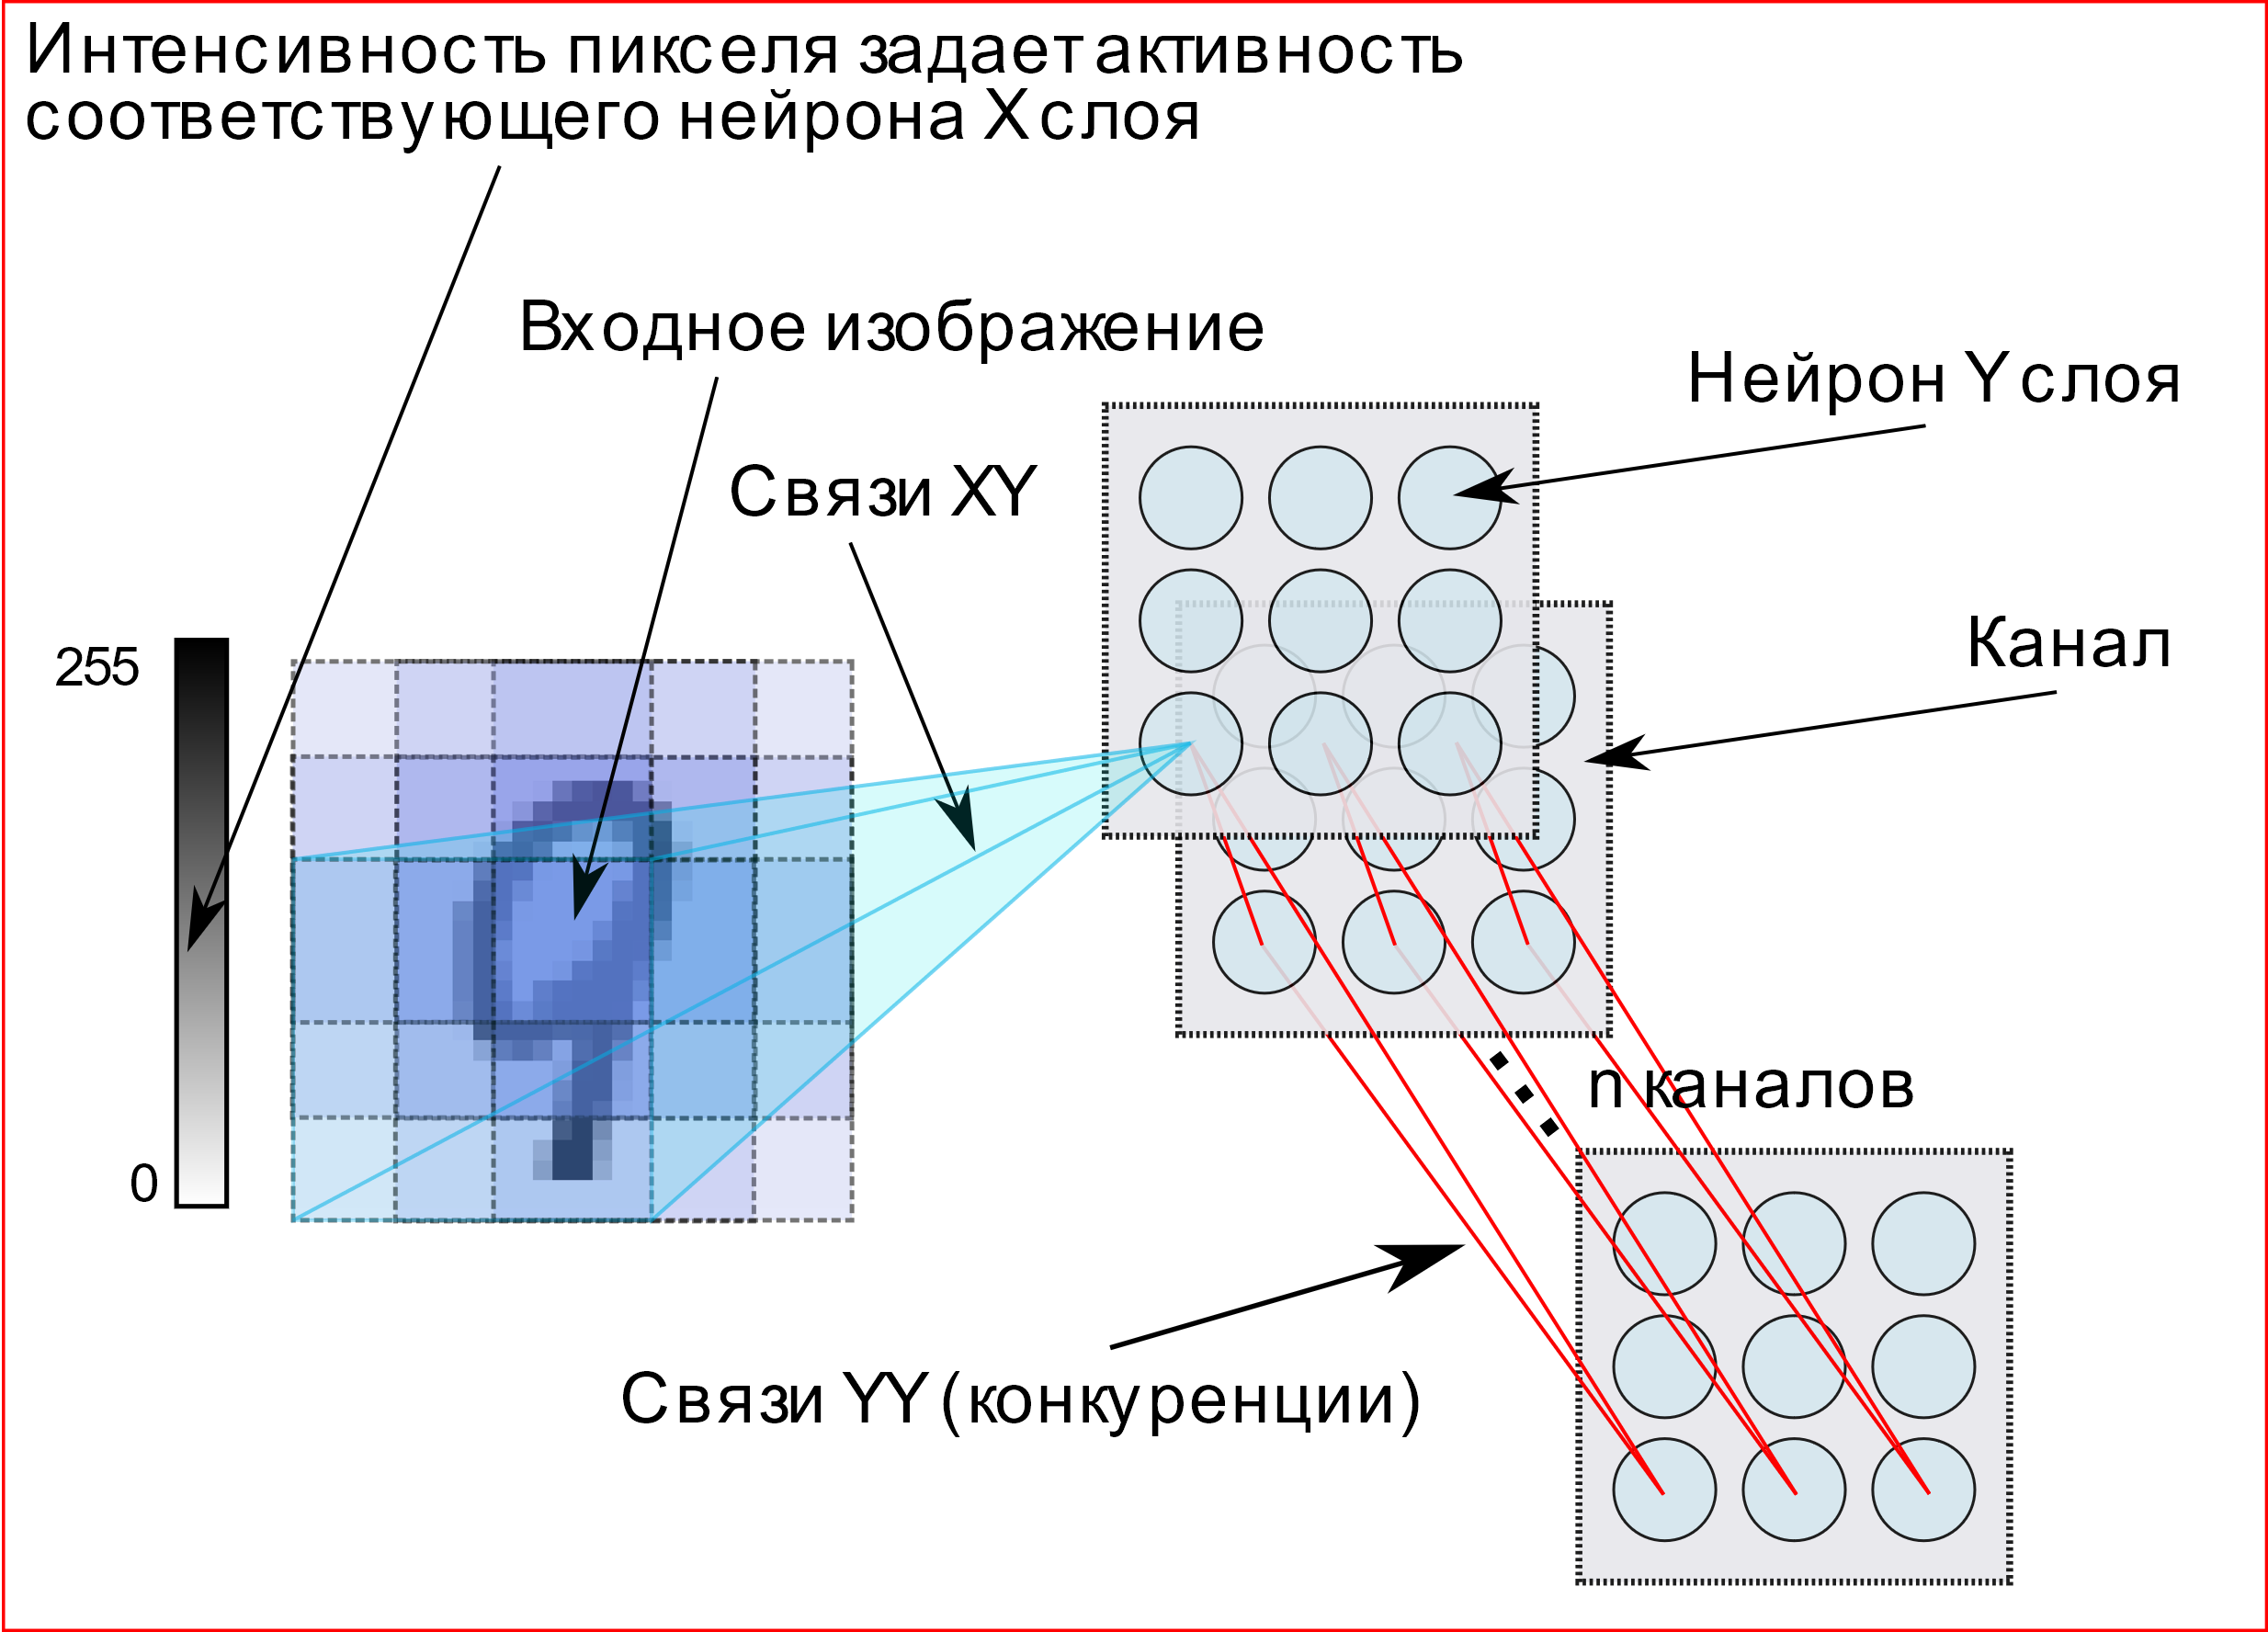 Интенсивность пикселя задает активность
соответствующего нейрона X слоя
Входное изображение
Нейрон Y слоя
Связи XY
Канал
255
n каналов
0
Связи YY (конкуренции)